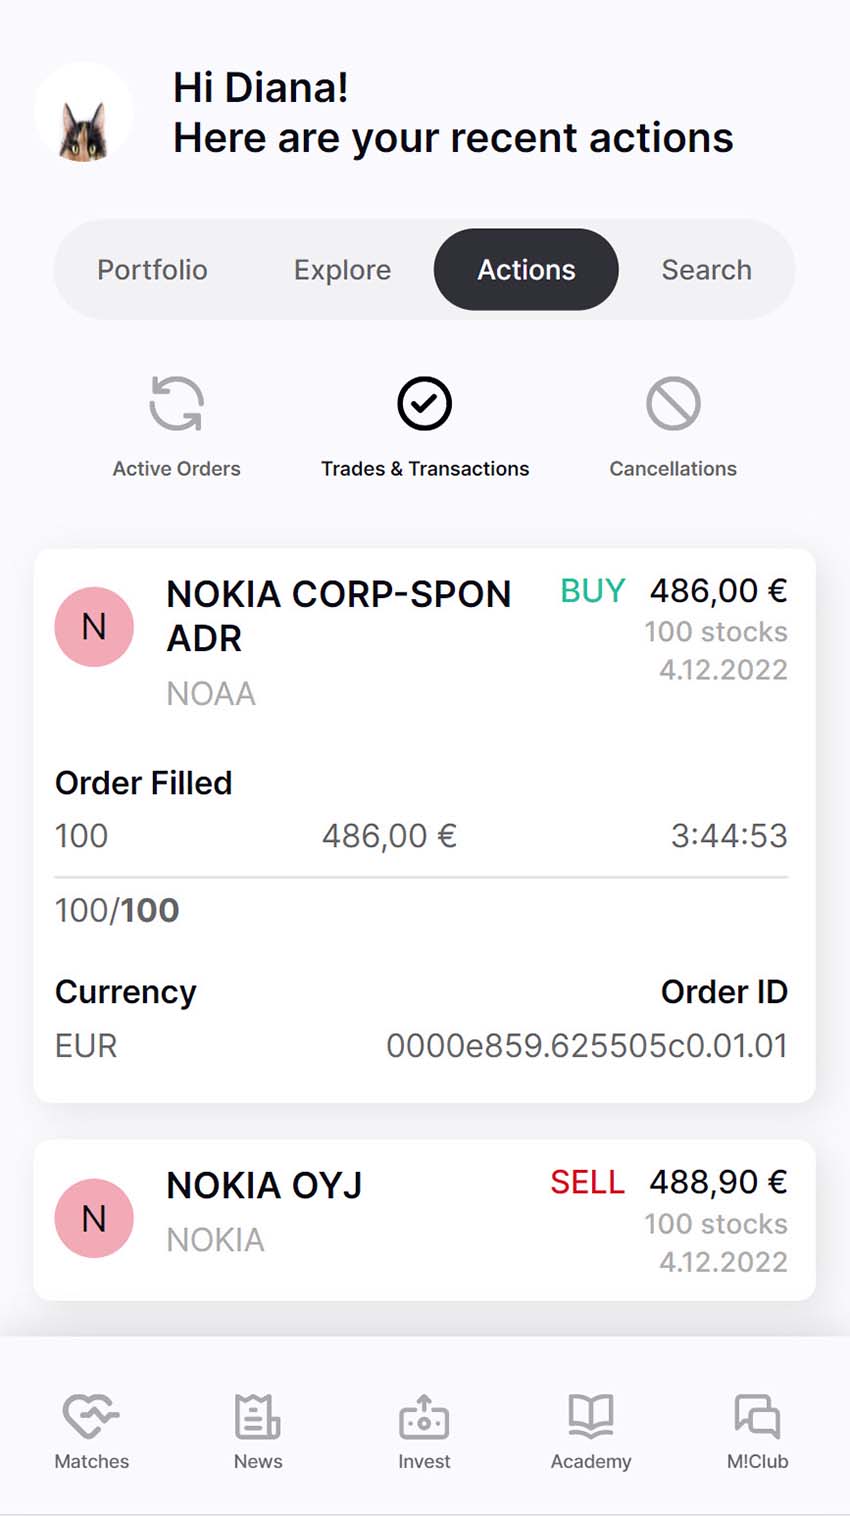 Hi Diana!
Here are your recent actions
Portfolio Explore Actions Search
Active Orders Trades & Transactions Cancellations
N
NOKIA CORP-SPON
ADR
NOAA
BUY 486,00 €
100 stocks
4.12.2022
Order Filled
100 486,00 € 3:44:53
100/100
Currency Order ID
EUR 0000e859.625505c0.01.01
N
NOKIA OYJ
NOKIA
SELL 488,90 €
100 stocks
4.12.2022
Matches News Invest Academy M!Club